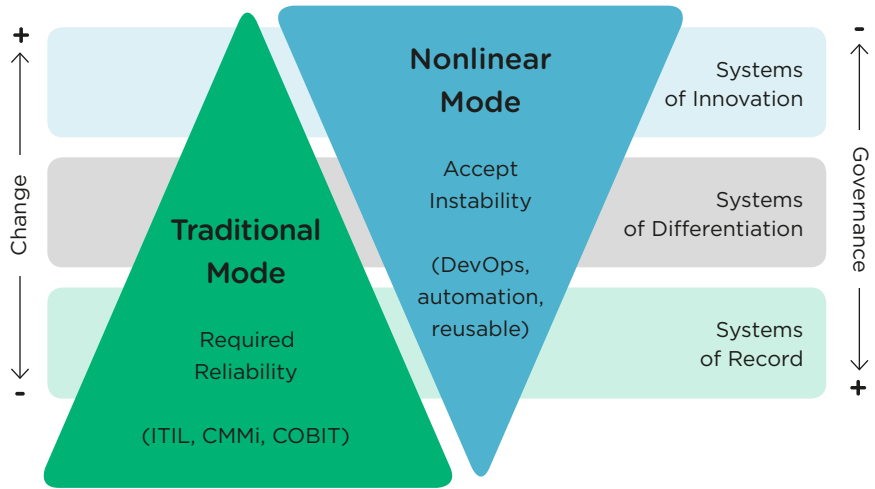 +
Change
-
Traditional
Mode
Required
Reliability
(ITIL, CMMi, COBIT)
Nonlinear
Mode
Accept
Instability
(DevOps,
automation,
reusable)
Systems
of Innovation
Systems
of Differentiation
Systems
of Record
-
Governance
+